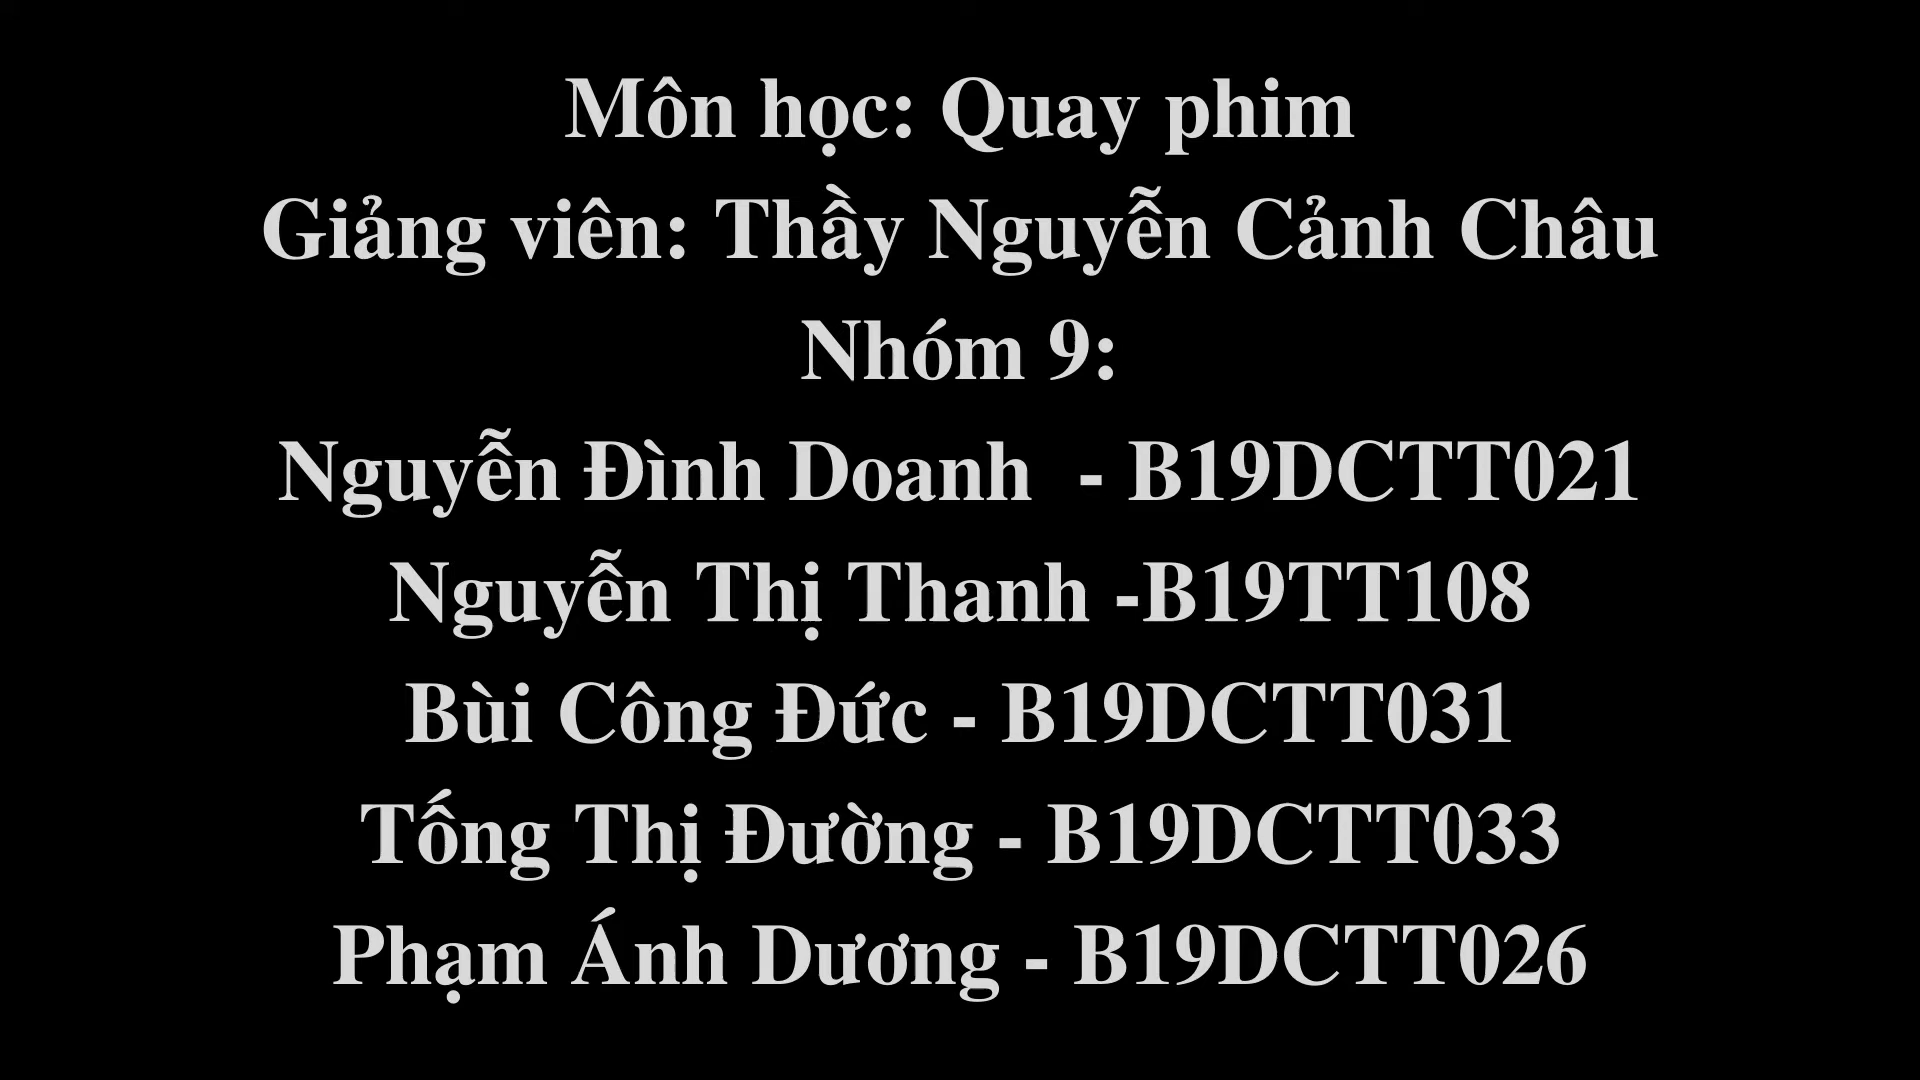 Môn học: Quay phim
Giảng viên: Thầy Nguyễn Cảnh Châu
Nhóm 9:
Nguyễn Đình Doanh  - B19DCTT021
Nguyễn Thị Thanh -B19TT108
Bùi Công Đức - B19DCTT031
Tống Thị Đường - B19DCTT033
Phạm Ánh Dương - B19DCTT026